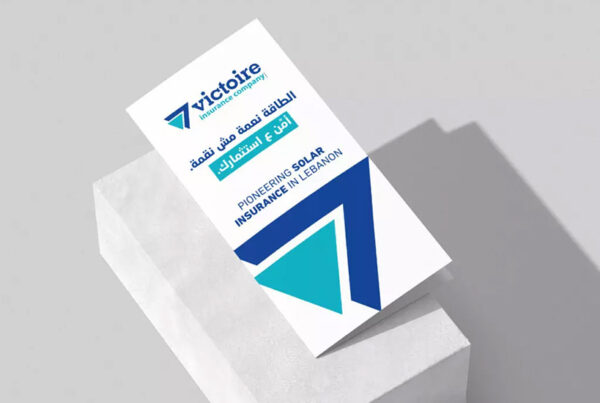 victoire
insurance company
الطاقة نعمة مش نقمة.
أمّن ع استثمارك.
PIONEERING SOLAR
INSURANCE IN LEBANON